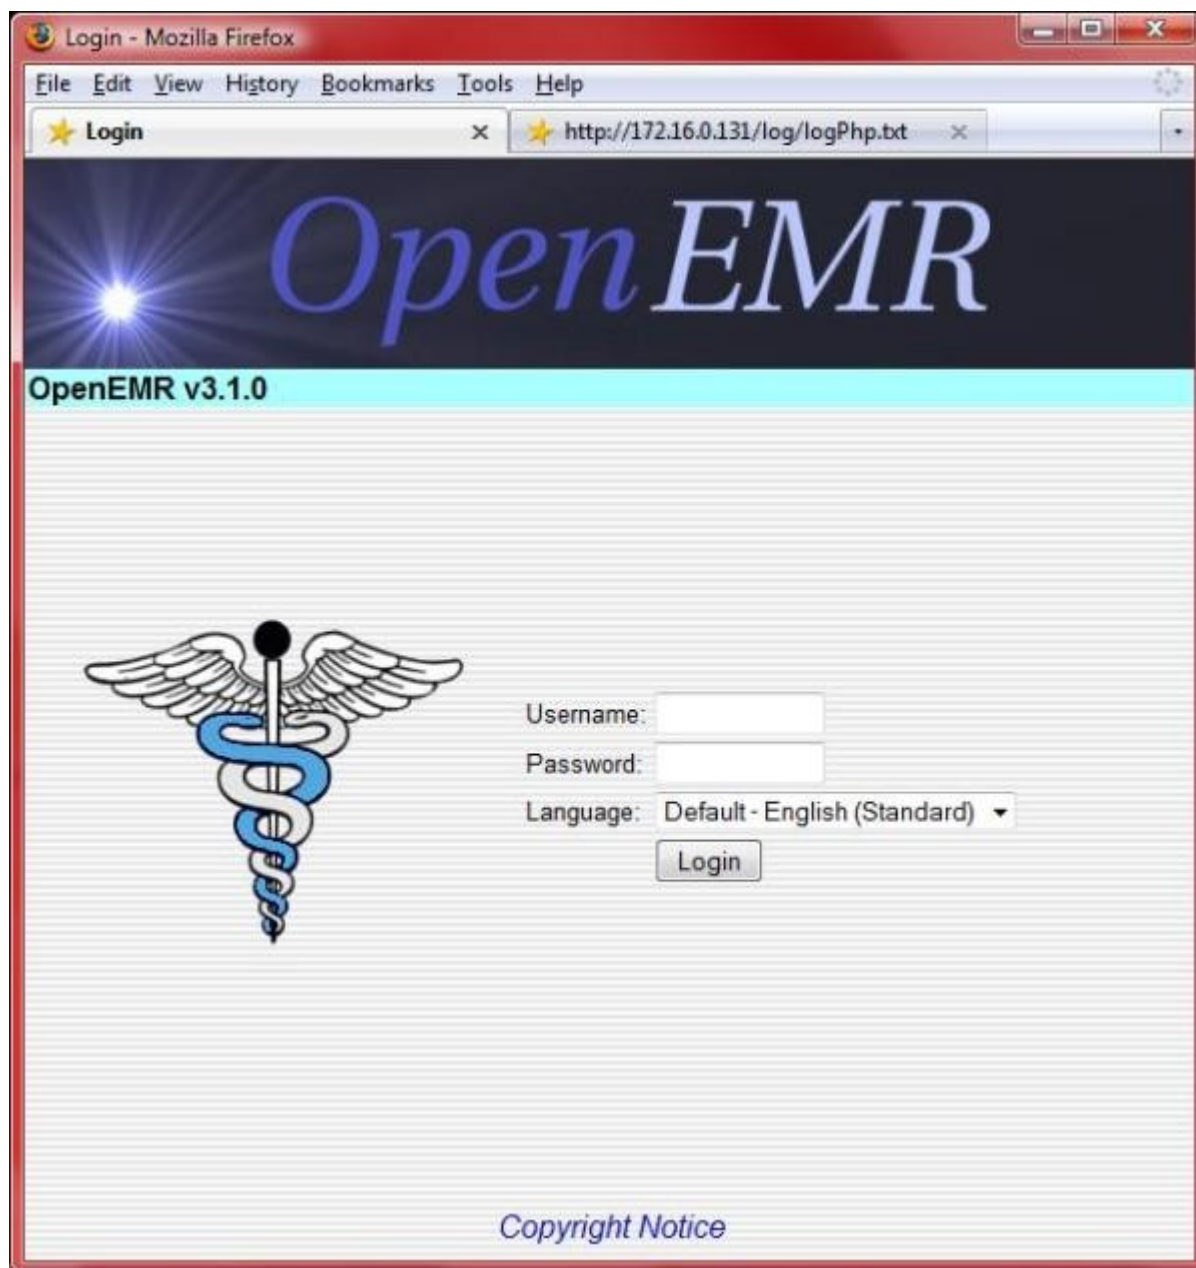 Login - Mozilla Firefox
File Edit View History Bookmarks Tools Help
Login
http://172.16.0.131/log/logPhp.txt
OpenEMR
OpenEMR v3.1.0
Username:
Password:
Language: Default - English (Standard)
Login
Copyright Notice